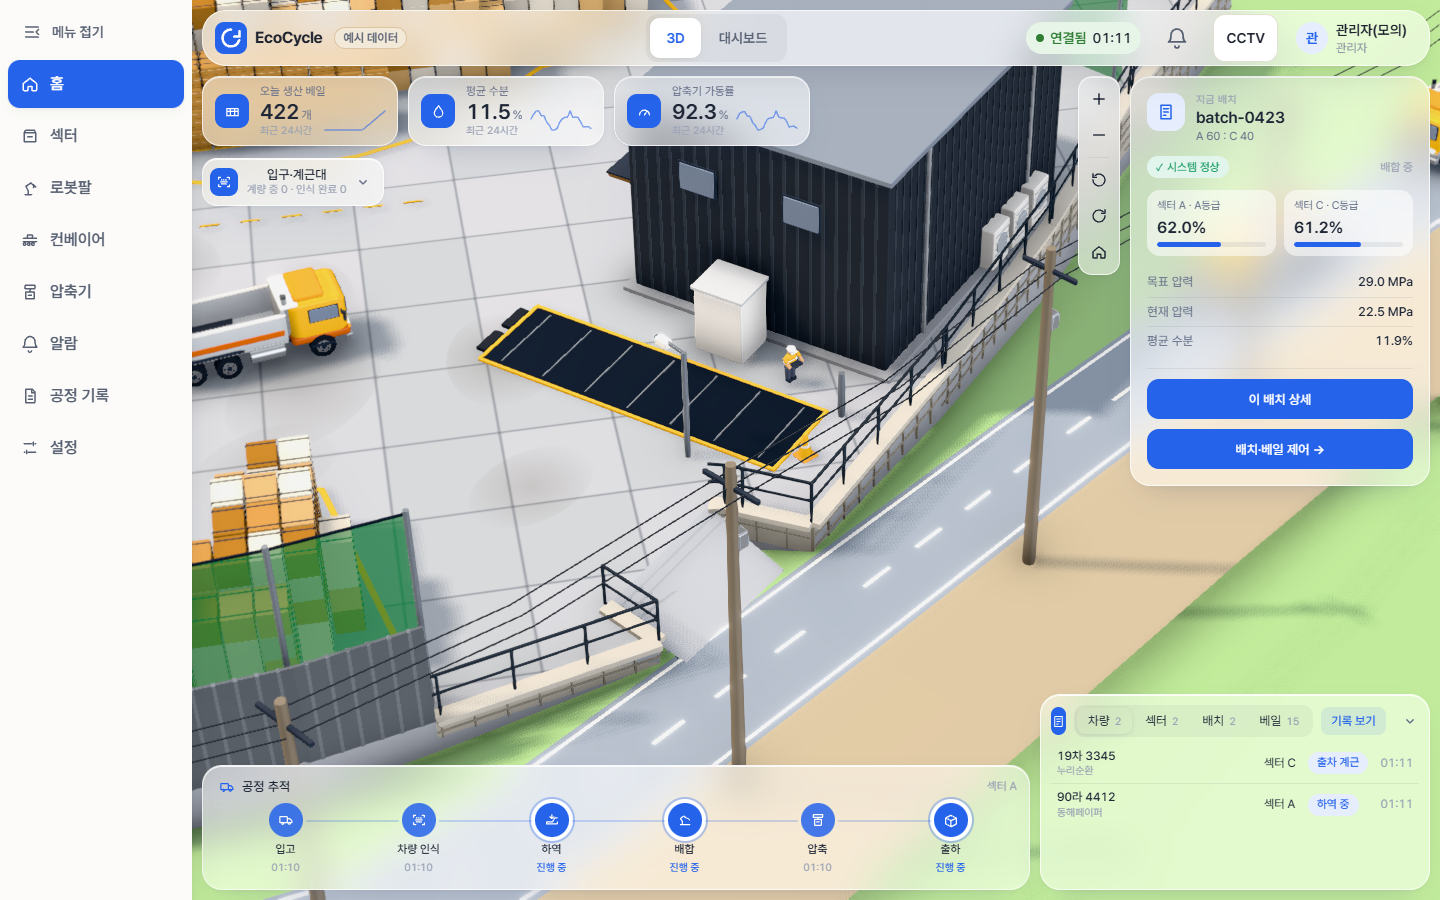 메뉴 접기
홈
섹터
로봇팔
컨베이어
압축기
알람
공정 기록
설정
EcoCycle
예시 데이터
3D
대시보드
연결됨 01:11
CCTV
관
관리자(모의)
관리자
오늘 생산 베일
422개
최근 24시간
평균 수분
11.5%
최근 24시간
압축기 가동률
92.3%
최근 24시간
입구·계근대
계량 중 0 · 인식 완료 0
지금 배치
batch-0423
A 60 : C 40
✓ 시스템 정상
배합 중
섹터 A · A등급
62.0%
섹터 C · C등급
61.2%
목표 압력 29.0 MPa
현재 압력 22.5 MPa
평균 수분 11.9%
이 배치 상세
배치·베일 제어 →
공정 추적
섹터 A
입고
01:10
차량 인식
01:10
하역
진행 중
배합
진행 중
압축
01:10
출하
진행 중
차량 2 섹터 2 배치 2 베일 15 기록 보기
19차 3345
누리순환
섹터 C 출차 계근 01:11
90라 4412
동해페이퍼
섹터 A 하역 중 01:11